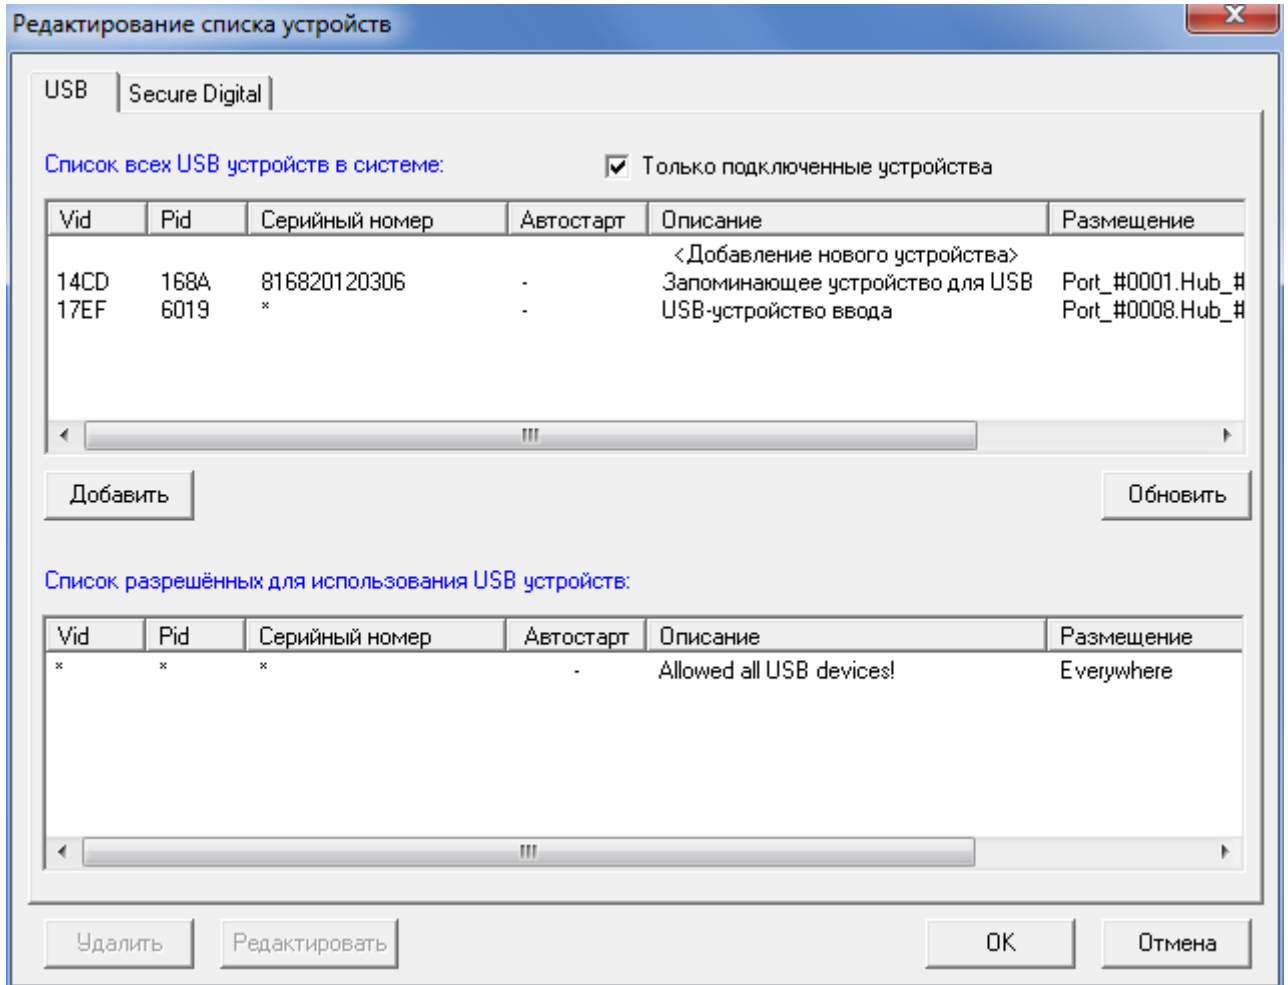 Редактирование списка устройств
USB Secure Digital
Список всех USB устройств в системе: Только подключенные устройства
Vid Pid Серийный номер Автостарт Описание Размещение
<Добавление нового устройства>
14CD 168A 816820120306 - Запоминающее устройство для USB Port_#0001.Hub_#
17EF 6019 * - USB-устройство ввода Port_#0008.Hub_#
Добавить Обновить
Список разрешённых для использования USB устройств:
Vid Pid Серийный номер Автостарт Описание Размещение
* * * - Allowed all USB devices! Everywhere
Удалить Редактировать OK Отмена